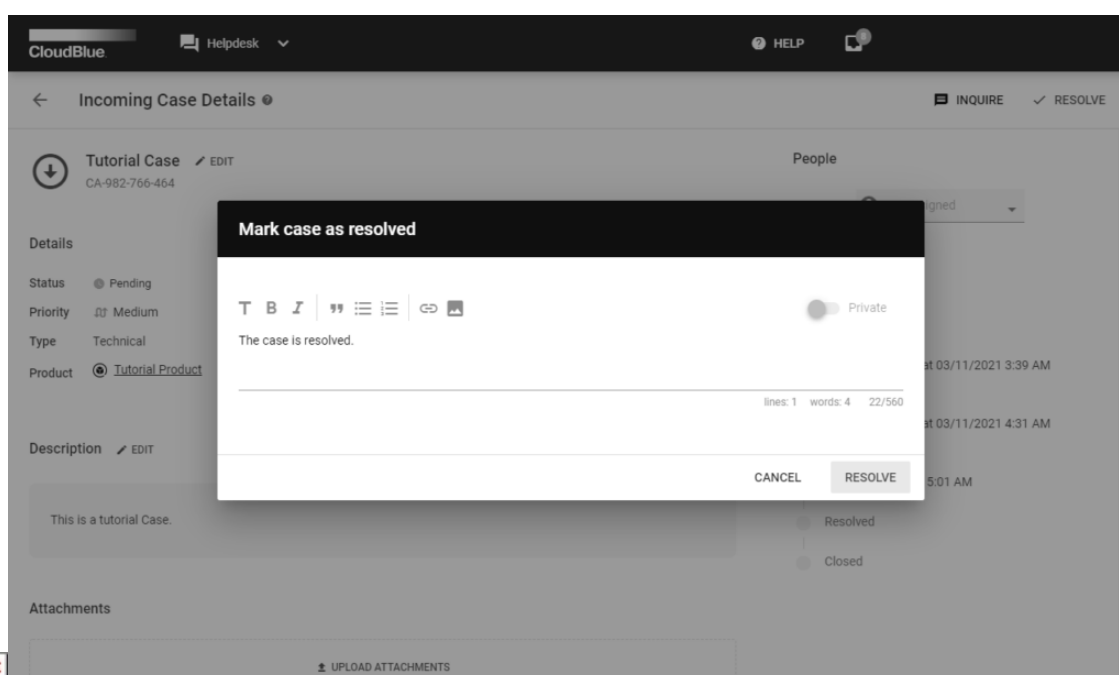 CloudBlue
Helpdesk
HELP
Incoming Case Details
INQUIRE
RESOLVE
Tutorial Case
EDIT
CA-982-766-464
People
Mark case as resolved
Details
Status Pending
Priority Medium
Type Technical
Product Tutorial Product
T B I
Private
The case is resolved.
lines: 1 words: 4 22/560
at 03/11/2021 3:39 AM
at 03/11/2021 4:31 AM
Description EDIT
CANCEL
RESOLVE
5:01 AM
This is a tutorial Case.
Resolved
Closed
Attachments
UPLOAD ATTACHMENTS